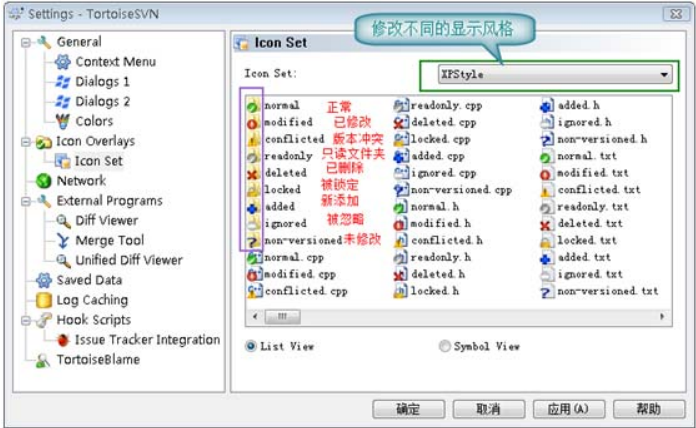 Settings - TortoiseSVN
修改不同的显示风格
General
Context Menu
Dialogs 1
Dialogs 2
Colors
Icon Overlays
Icon Set
Network
External Programs
Diff Viewer
Merge Tool
Unified Diff Viewer
Saved Data
Log Caching
Hook Scripts
Issue Tracker Integration
TortoiseBlame
Icon Set
Icon Set:
XPStyle
normal 正常
modified 已修改
conflicted 版本冲突
readonly 只读文件夹
deleted 已删除
locked 被锁定
added 新添加
ignored 被忽略
non-versioned 未修改
normal.cpp
modified.cpp
conflicted.cpp
readonly.cpp
deleted.cpp
locked.cpp
added.cpp
ignored.cpp
non-versioned.cpp
normal.h
modified.h
conflicted.h
readonly.h
deleted.h
locked.h
added.h
ignored.h
non-versioned.h
normal.txt
modified.txt
conflicted.txt
readonly.txt
deleted.txt
locked.txt
added.txt
ignored.txt
non-versioned.txt
List View
Symbol View
确定
取消
应用(A)
帮助